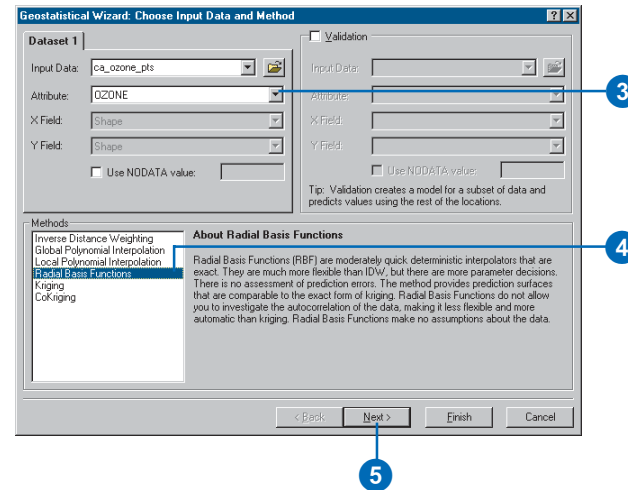 Geostatistical Wizard: Choose Input Data and Method
Dataset 1
Validation
Input Data: ca_ozone_pts
Input Data:
Attribute: OZONE
3
Attribute:
X Field: Shape
X Field:
Y Field: Shape
Y Field:
Use NODATA value:
Use NODATA value:
Tip: Validation creates a model for a subset of data and
predicts values using the rest of the locations.
Methods
Inverse Distance Weighting
Global Polynomial Interpolation
Local Polynomial Interpolation
Radial Basis Functions
Kriging
CoKriging
4
About Radial Basis Functions
Radial Basis Functions (RBF) are moderately quick deterministic interpolators that are
exact. They are much more flexible than IDW, but there are more parameter decisions.
There is no assessment of prediction errors. The method provides prediction surfaces
that are comparable to the exact form of kriging. Radial Basis Functions do not allow
you to investigate the autocorrelation of the data, making it less flexible and more
automatic than kriging. Radial Basis Functions make no assumptions about the data.
< Back
Next >
Finish
Cancel
5